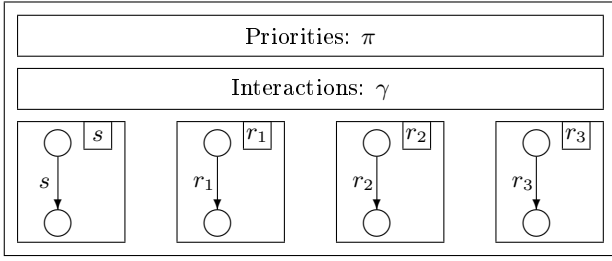 Priorities: π
Interactions: γ
s r₁ r₂ r₃
s r₁ r₂ r₃